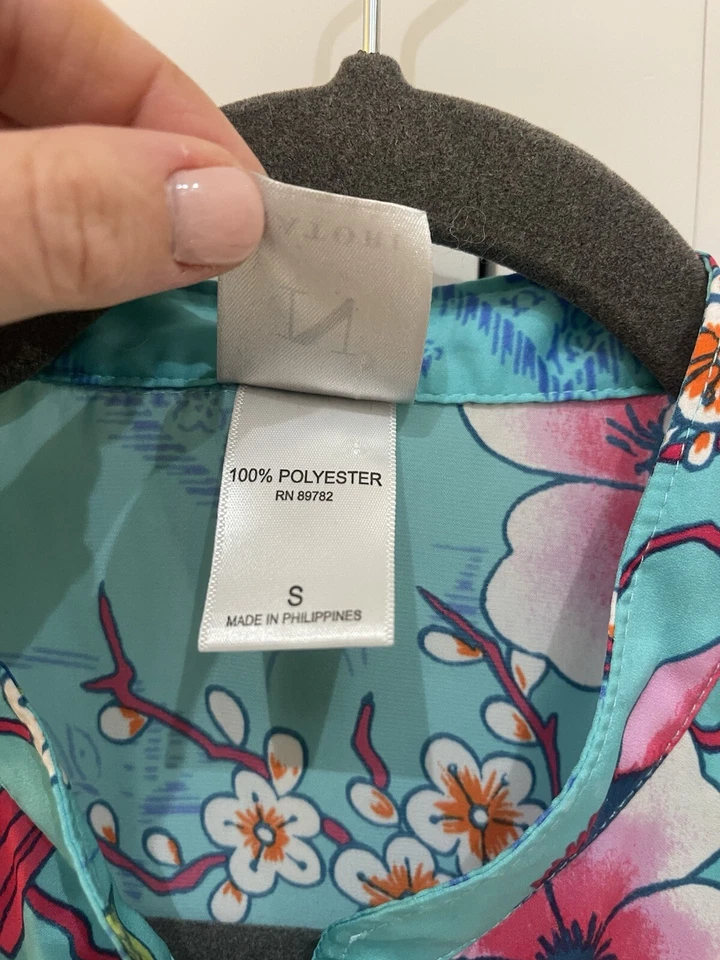 100% POLYESTER
RN 89782
S
MADE IN PHILIPPINES